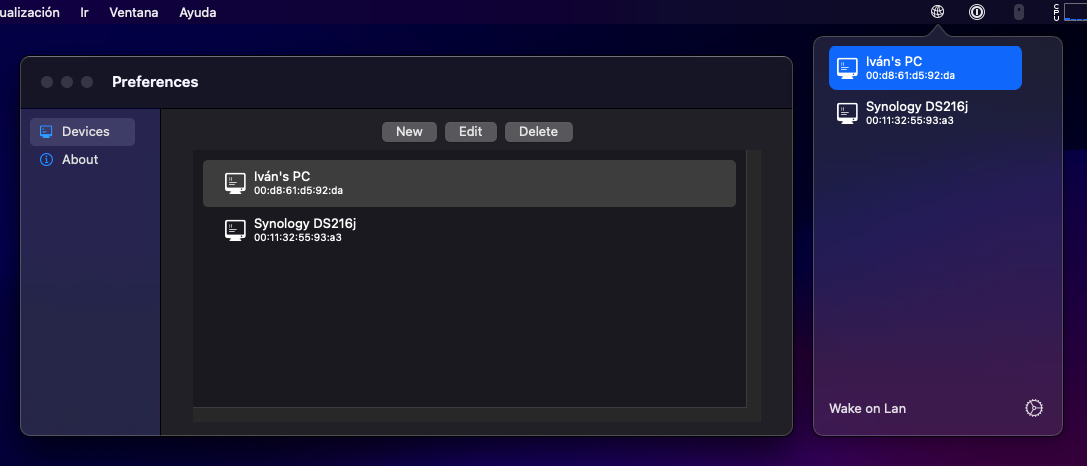 ualización Ir Ventana Ayuda
CPU
Preferences
Devices
About
New Edit Delete
Iván's PC
00:d8:61:d5:92:da
Synology DS216j
00:11:32:55:93:a3
Iván's PC
00:d8:61:d5:92:da
Synology DS216j
00:11:32:55:93:a3
Wake on Lan